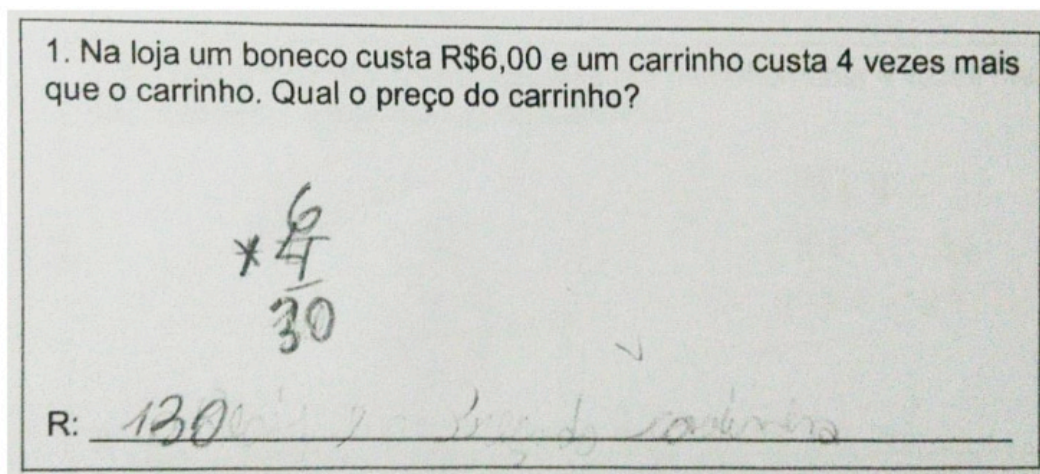 1. Na loja um boneco custa R$6,00 e um carrinho custa 4 vezes mais
que o carrinho. Qual o preço do carrinho?
6
× 4
30
R: 130